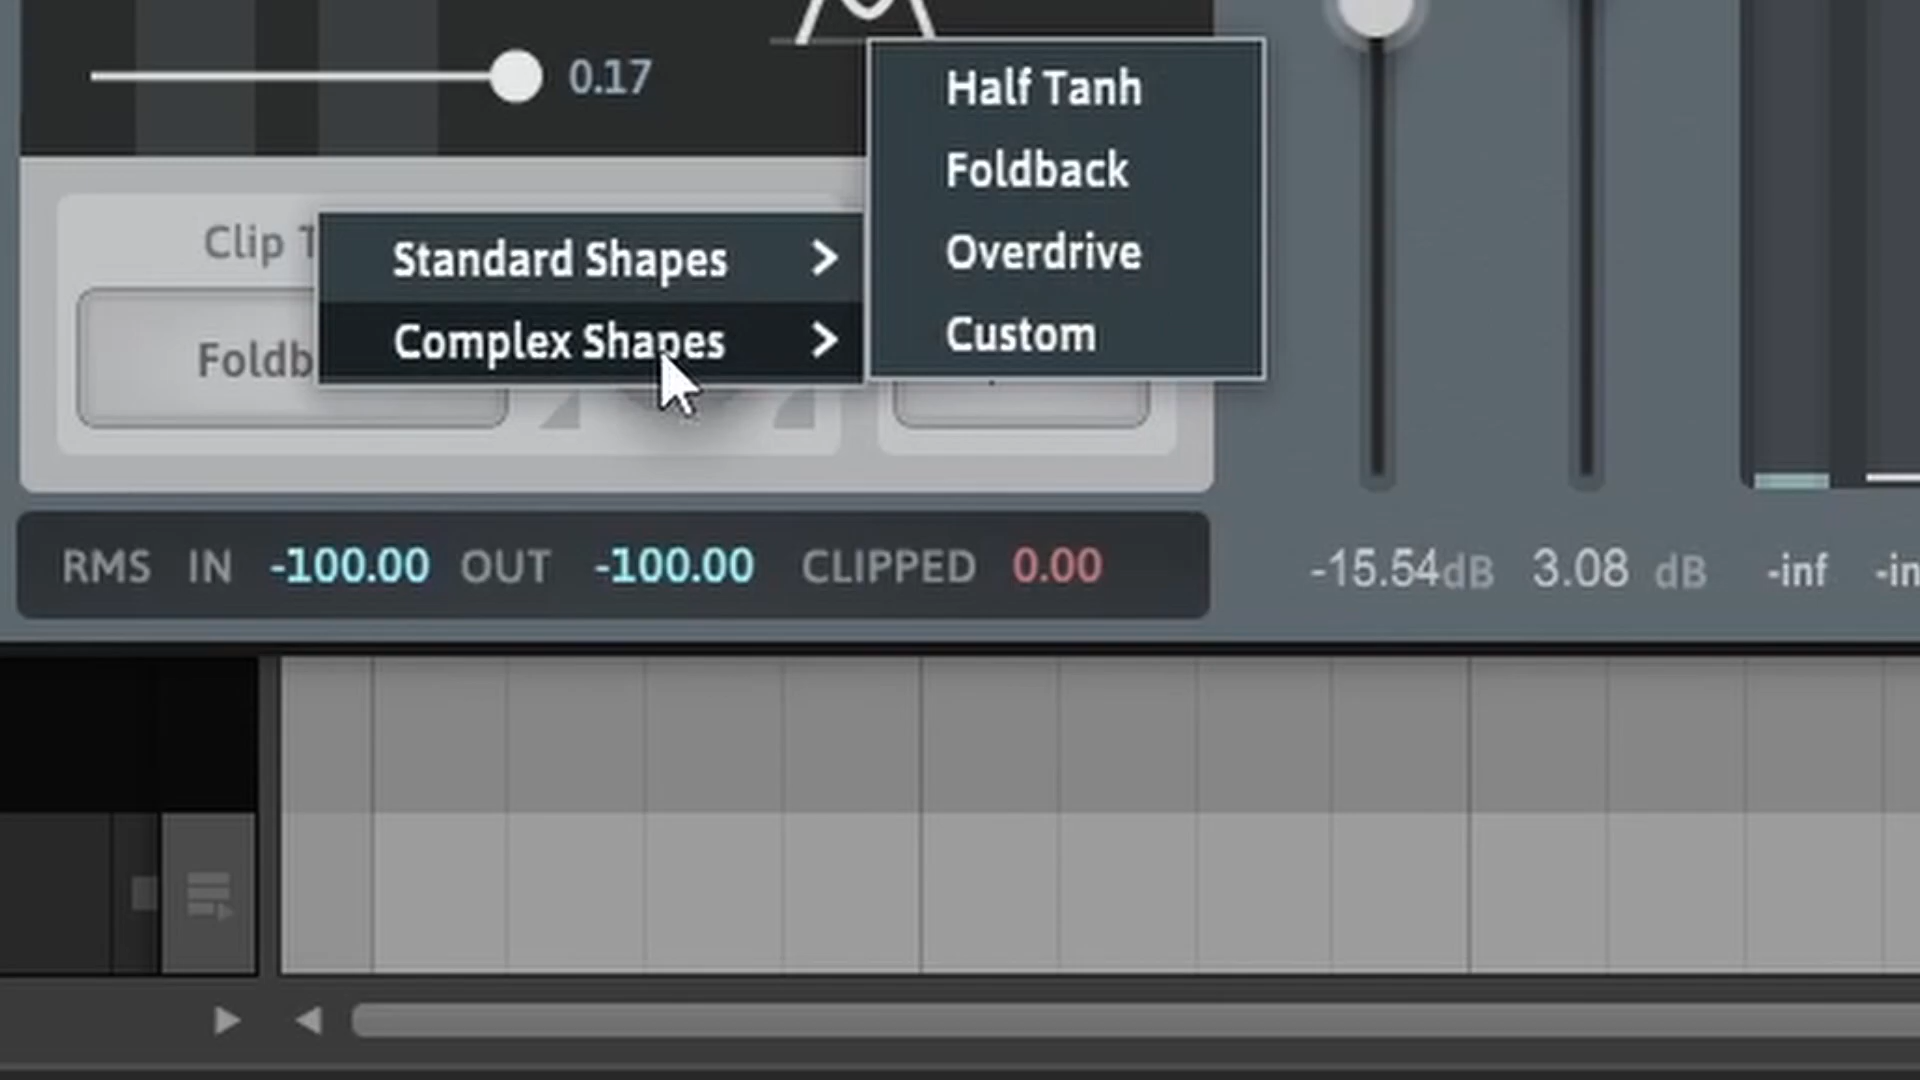 0.17
Half Tanh
Foldback
Overdrive
Custom
Clip
Standard Shapes
Complex Shapes
Foldb
RMS IN -100.00 OUT -100.00 CLIPPED 0.00
-15.54dB 3.08 dB -inf -in